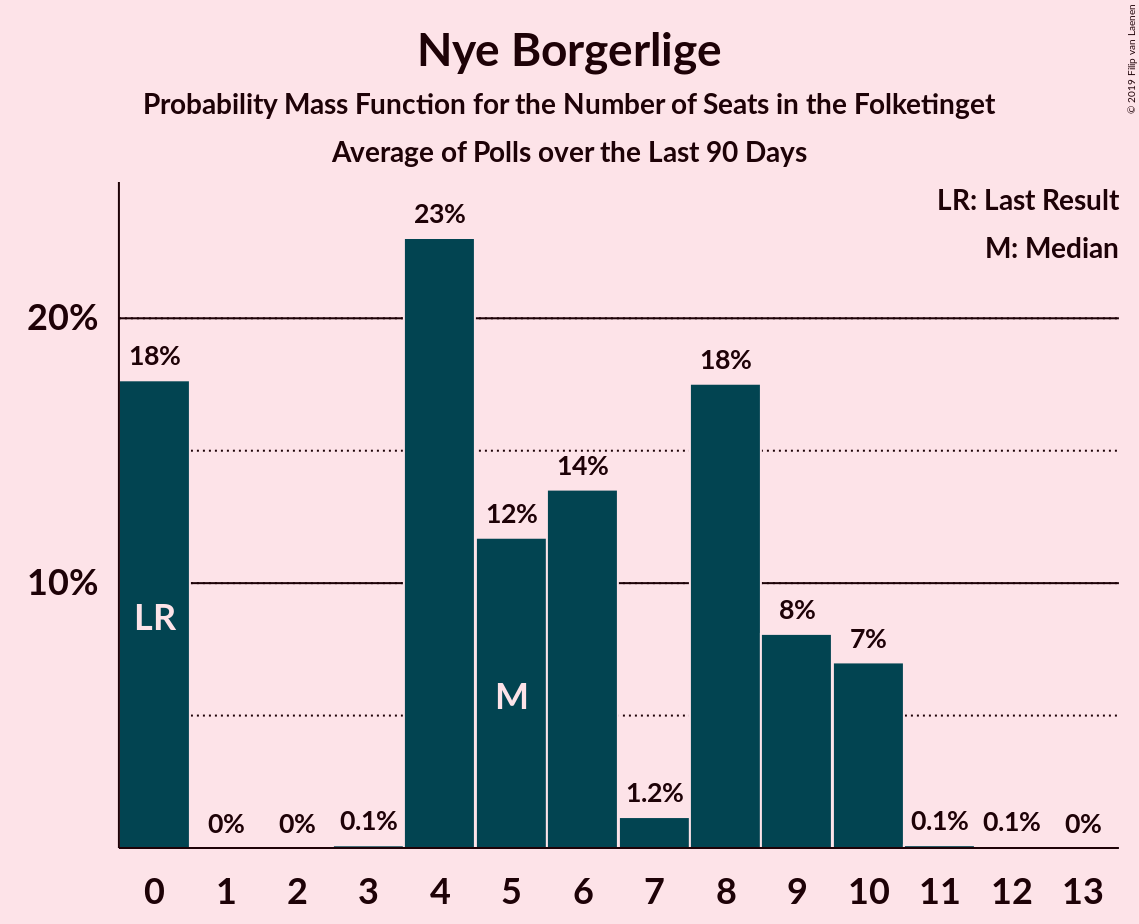 Nye Borgerlige
Probability Mass Function for the Number of Seats in the Folketinget
Average of Polls over the Last 90 Days
© 2019 Filip van Laenen
LR: Last Result
M: Median
20%
10%
18%
0%
0%
0.1%
23%
12%
14%
1.2%
18%
8%
7%
0.1%
0.1%
0%
LR
M
0 1 2 3 4 5 6 7 8 9 10 11 12 13